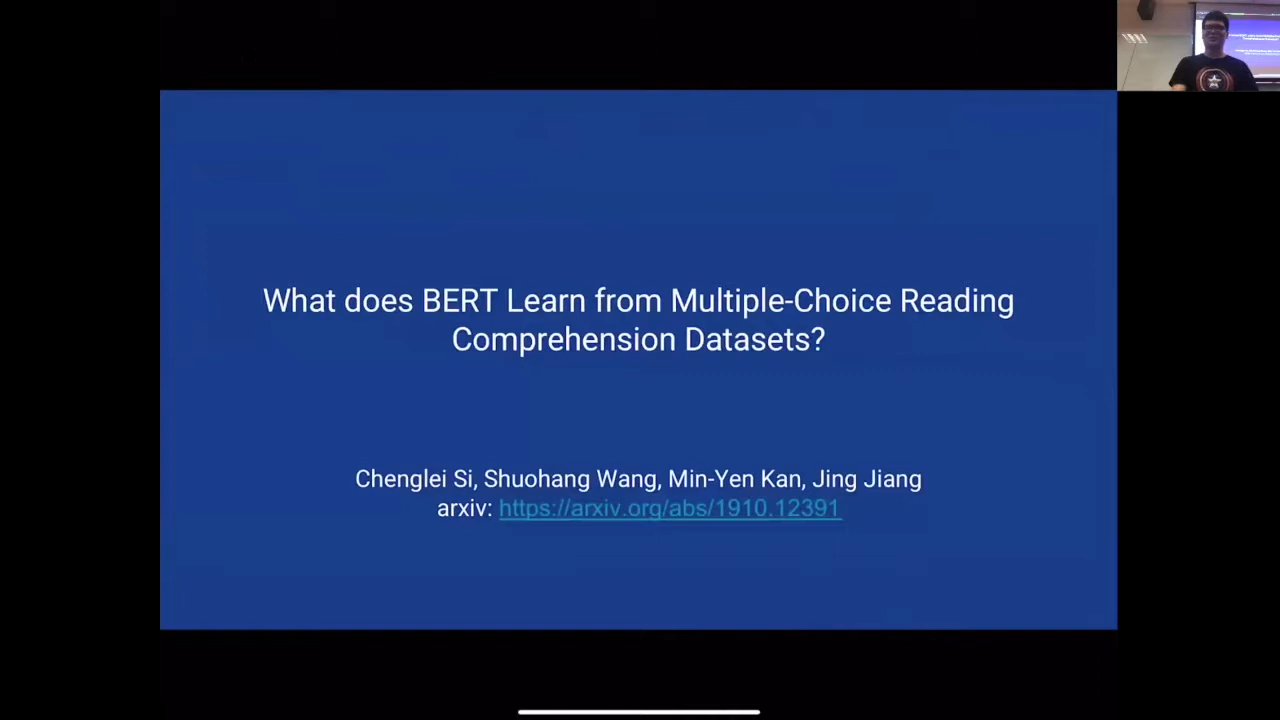 What does BERT Learn from Multiple-Choice Reading
Comprehension Datasets?
Chenglei Si, Shuohang Wang, Min-Yen Kan, Jing Jiang
arxiv: https://arxiv.org/abs/1910.12391